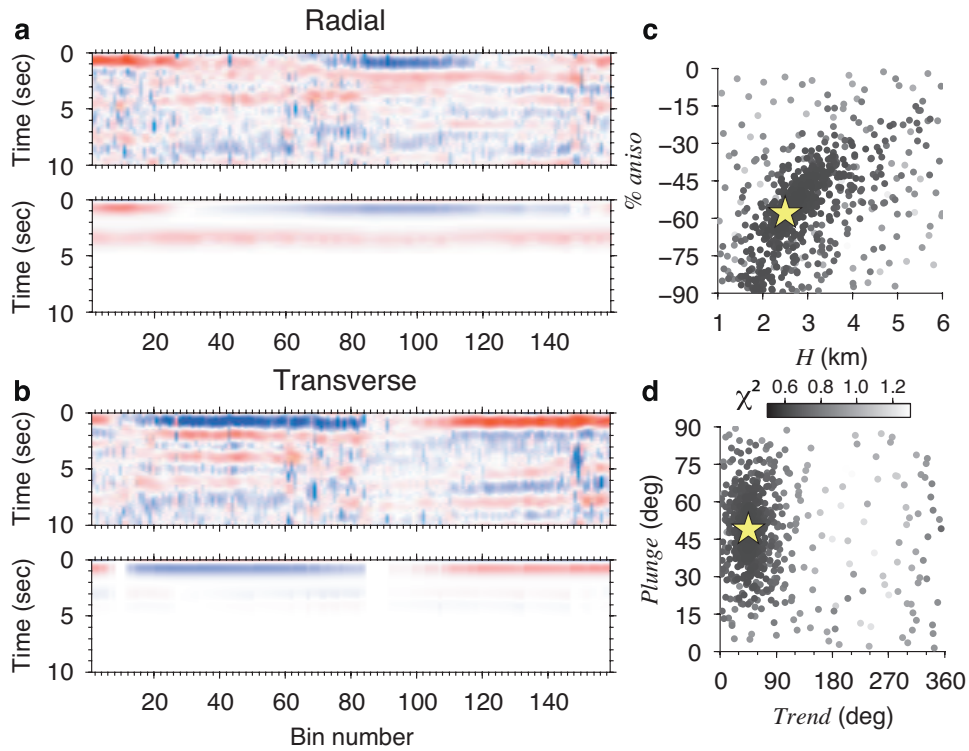 a
Radial
Time (sec)
0
5
10
Time (sec)
0
5
10
20 40 60 80 100 120 140
b
Transverse
Time (sec)
0
5
10
Time (sec)
0
5
10
20 40 60 80 100 120 140
Bin number
c
% aniso
0
−15
−30
−45
−60
−75
−90
1 2 3 4 5 6
H (km)
d
χ² 0.6 0.8 1.0 1.2
Plunge (deg)
90
75
60
45
30
15
0
0 90 180 270 360
Trend (deg)